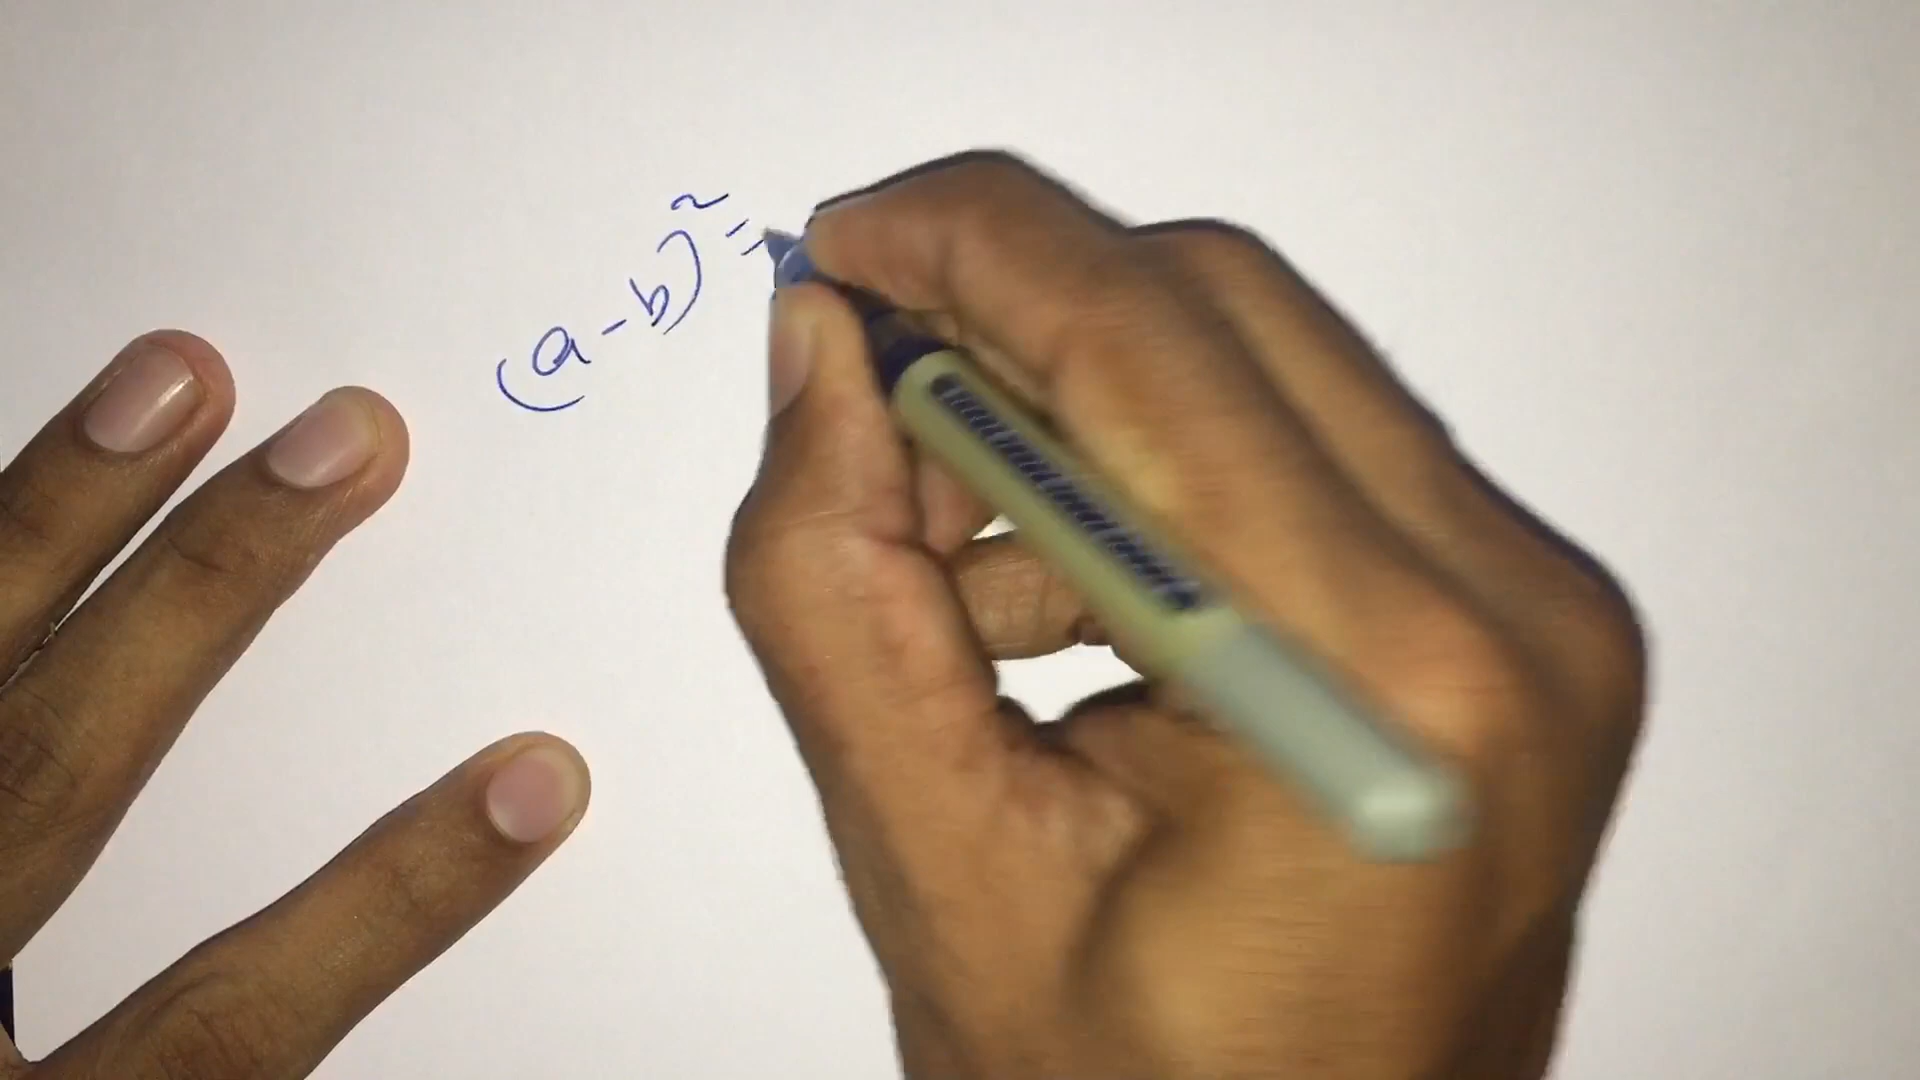 (a-b)² =